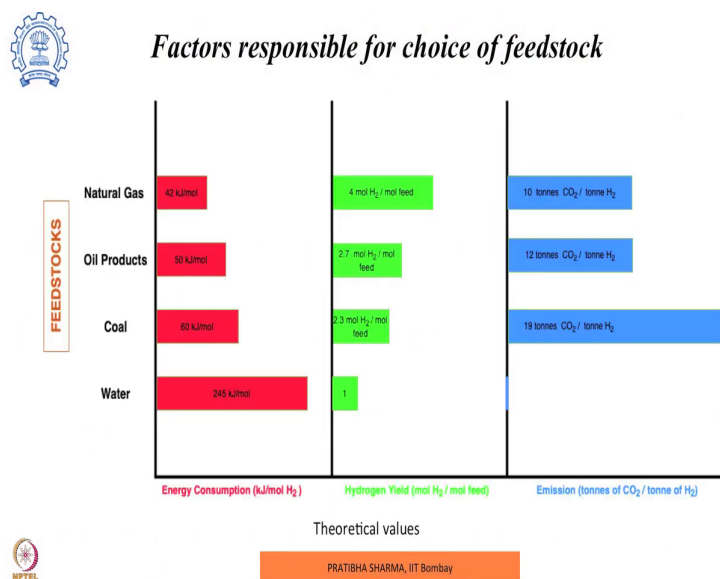 Factors responsible for choice of feedstock
FEEDSTOCKS
Natural Gas
42 kJ/mol
4 mol H2 / mol feed
10 tonnes CO2 / tonne H2
Oil Products
50 kJ/mol
2.7 mol H2 / mol
feed
12 tonnes CO2 / tonne H2
Coal
60 kJ/mol
2.3 mol H2 / mol
feed
19 tonnes CO2 / tonne H2
Water
245 kJ/mol
1
Energy Consumption (kJ/mol H2 )
Hydrogen Yield (mol H2 / mol feed)
Emission (tonnes of CO2 / tonne of H2)
Theoretical values
PRATIBHA SHARMA, IIT Bombay
NPTEL